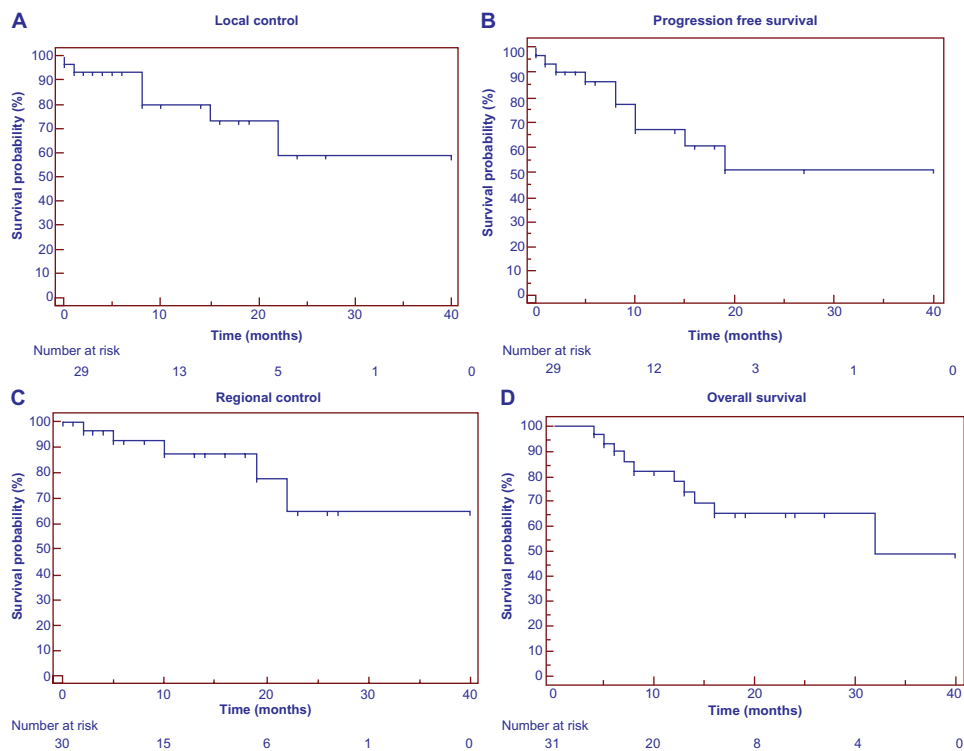 A Local control
Survival probability (%)
100
90
80
70
60
50
40
30
20
10
0
0 10 20 30 40
Time (months)
Number at risk
29 13 5 1 0
B Progression free survival
Survival probability (%)
100
90
80
70
60
50
40
30
20
10
0
0 10 20 30 40
Time (months)
Number at risk
29 12 3 1 0
C Regional control
Survival probability (%)
100
90
80
70
60
50
40
30
20
10
0
0 10 20 30 40
Time (months)
Number at risk
30 15 6 1 0
D Overall survival
Survival probability (%)
100
90
80
70
60
50
40
30
20
10
0
0 10 20 30 40
Time (months)
Number at risk
31 20 8 4 0